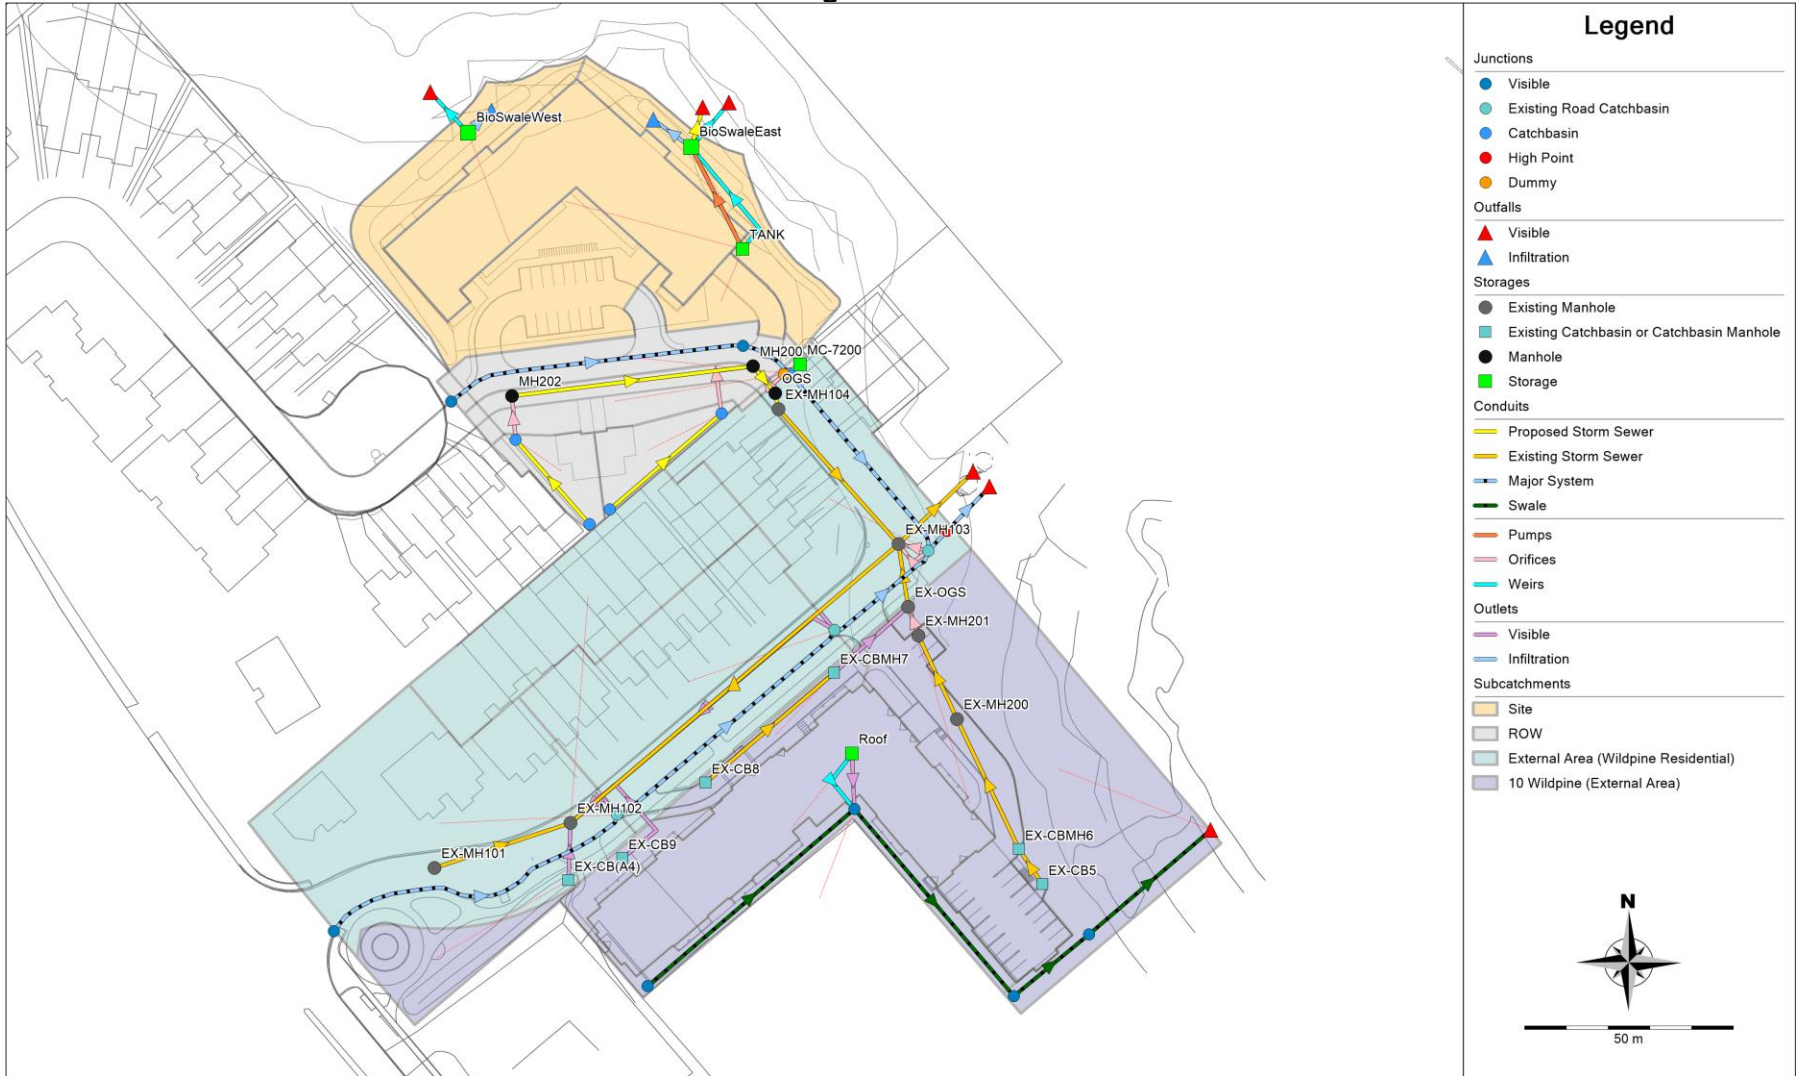 BioSwaleWest
BioSwaleEast
TANK
MH200
MC-7200
MH202
OGS
EX-MH104
EX-MH103
EX-OGS
EX-MH201
EX-CBMH7
EX-MH200
Roof
EX-CB8
EX-MH102
EX-CBMH6
EX-CB9
EX-MH101
EX-CB(A4)
EX-CB5
Legend
Junctions
Visible
Existing Road Catchbasin
Catchbasin
High Point
Dummy
Outfalls
Visible
Infiltration
Storages
Existing Manhole
Existing Catchbasin or Catchbasin Manhole
Manhole
Storage
Conduits
Proposed Storm Sewer
Existing Storm Sewer
Major System
Swale
Pumps
Orifices
Weirs
Outlets
Visible
Infiltration
Subcatchments
Site
ROW
External Area (Wildpine Residential)
10 Wildpine (External Area)
N
50 m